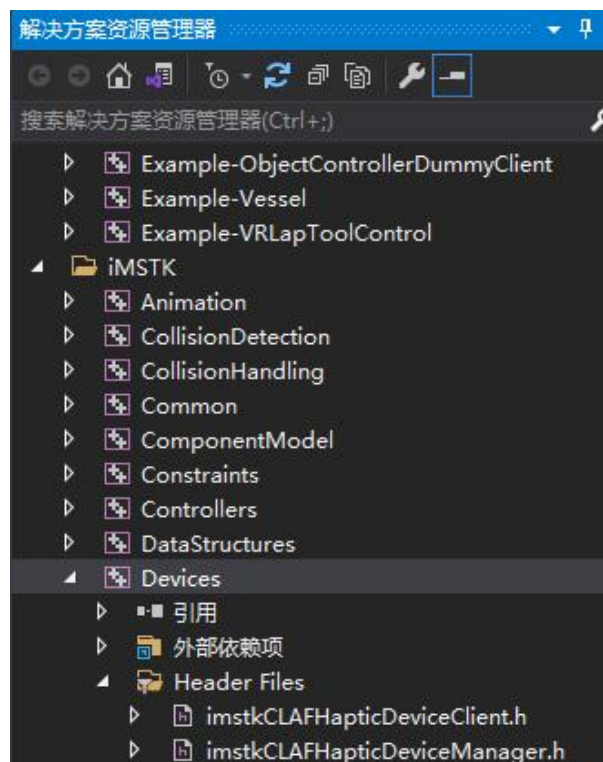 解决方案资源管理器
搜索解决方案资源管理器(Ctrl+;)
Example-ObjectControllerDummyClient
Example-Vessel
Example-VRLapToolControl
iMSTK
Animation
CollisionDetection
CollisionHandling
Common
ComponentModel
Constraints
Controllers
DataStructures
Devices
引用
外部依赖项
Header Files
imstkCLAFHapticDeviceClient.h
imstkCLAFHapticDeviceManager.h